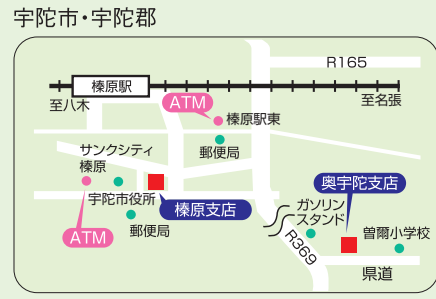 宇陀市・宇陀郡
R165
榛原駅
至八木
至名張
ATM
榛原駅東
郵便局
サンクシティ
榛原
宇陀市役所
榛原支店
郵便局
ATM
奥宇陀支店
ガソリン
スタンド
曽爾小学校
R369
県道